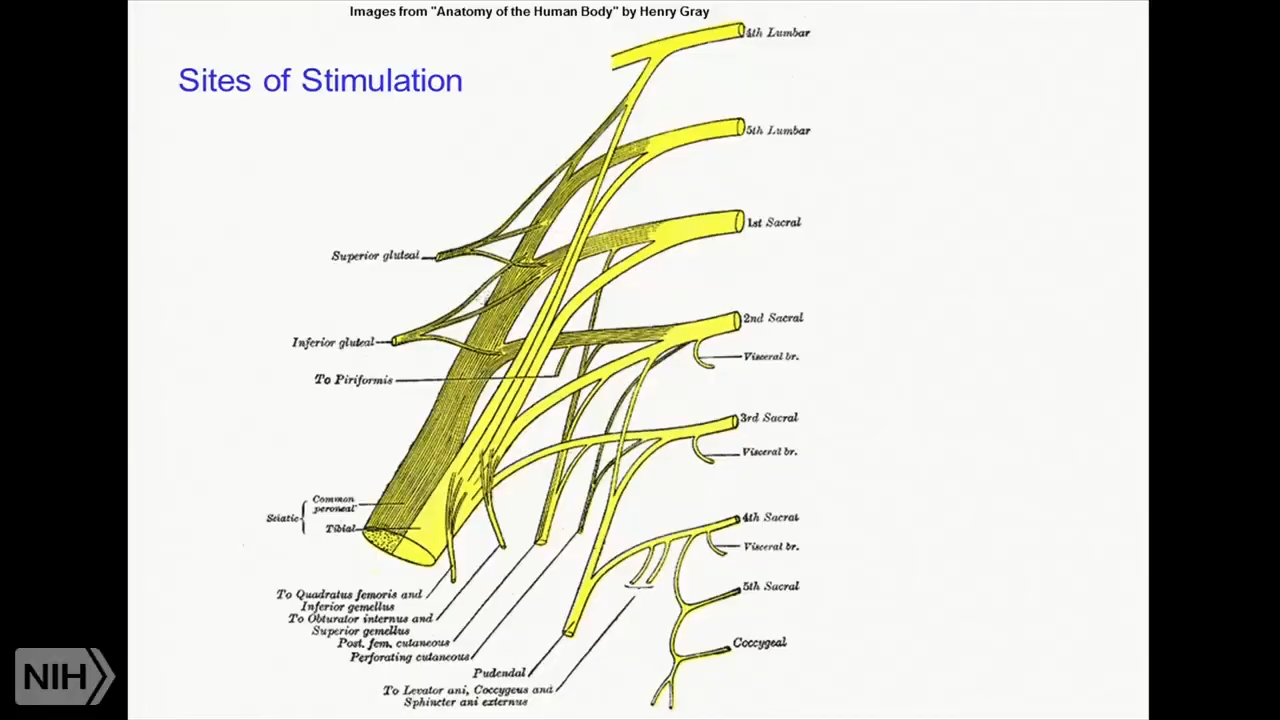 Images from "Anatomy of the Human Body" by Henry Gray
Sites of Stimulation
4th Lumbar
5th Lumbar
1st Sacral
Superior gluteal
2nd Sacral
Inferior gluteal
Visceral br.
To Piriformis
3rd Sacral
Visceral br.
Sciatic
Common
peroneal
Tibial
4th Sacral
Visceral br.
5th Sacral
To Quadratus femoris and
Inferior gemellus
To Obturator internus and
Superior gemellus
Post. fem. cutaneous
Perforating cutaneous
Coccygeal
Pudendal
To Levator ani, Coccygeus and
Sphincter ani externus
NIH